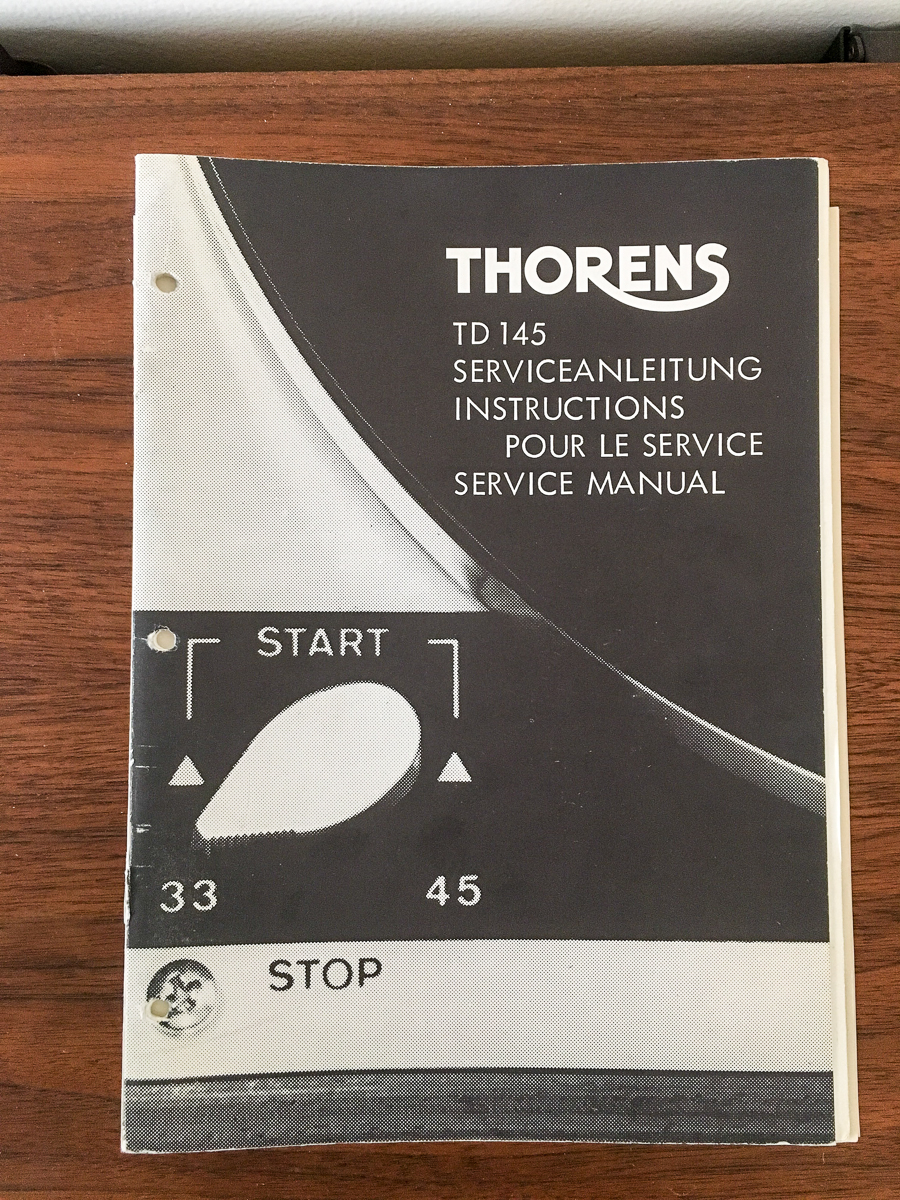 THORENS
TD 145
SERVICEANLEITUNG
INSTRUCTIONS
POUR LE SERVICE
SERVICE MANUAL
START
33
45
STOP